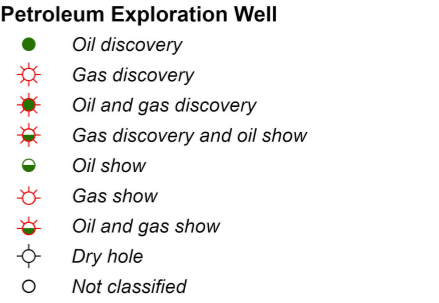 Petroleum Exploration Well
Oil discovery
Gas discovery
Oil and gas discovery
Gas discovery and oil show
Oil show
Gas show
Oil and gas show
Dry hole
Not classified